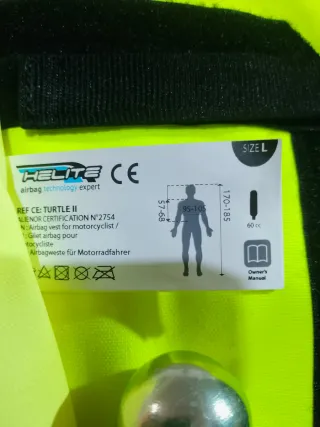 HELITE
airbag technology expert
CE
SIZE L
REF CE: TURTLE II
ALIENOR CERTIFICATION N°2754
: Airbag vest for motorcyclist /
: Gilet airbag pour
motocycliste
: Airbagweste für Motorradfahrer
57-68
95-105
170-185
60 cc
Owner's
Manual